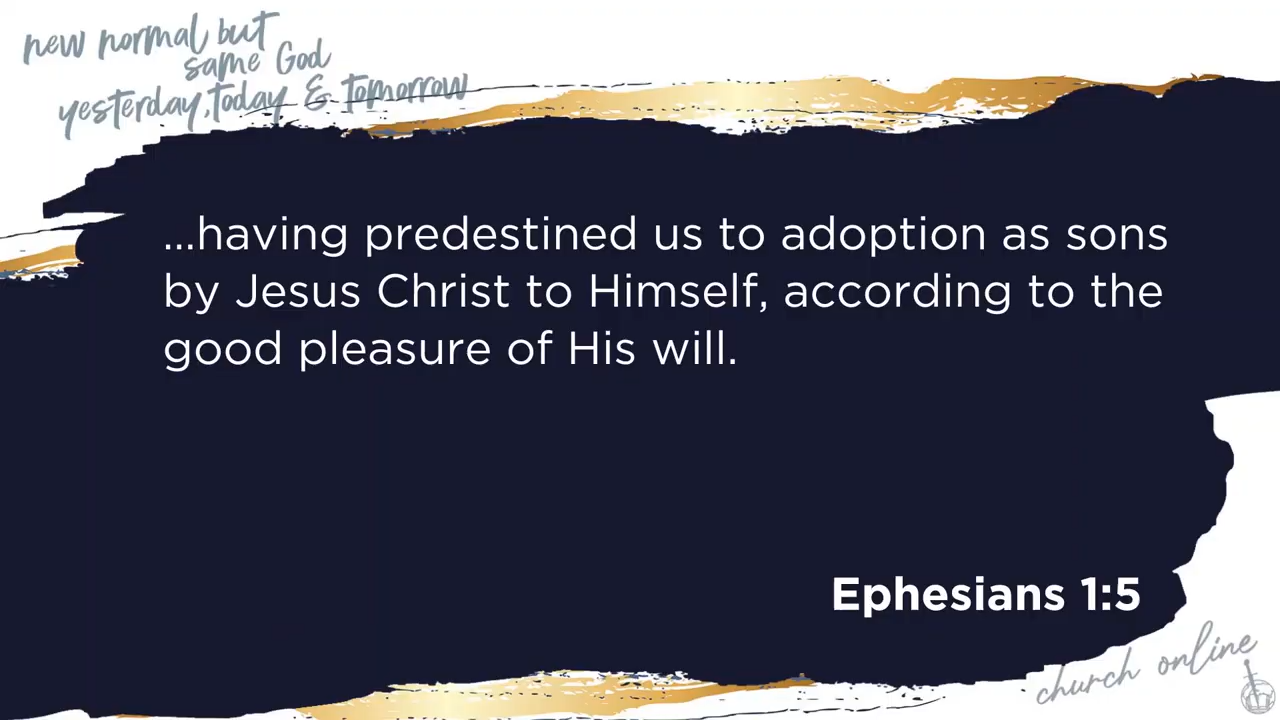 new normal but
same God
yesterday, today & tomorrow
...having predestined us to adoption as sons
by Jesus Christ to Himself, according to the
good pleasure of His will.
Ephesians 1:5
church online